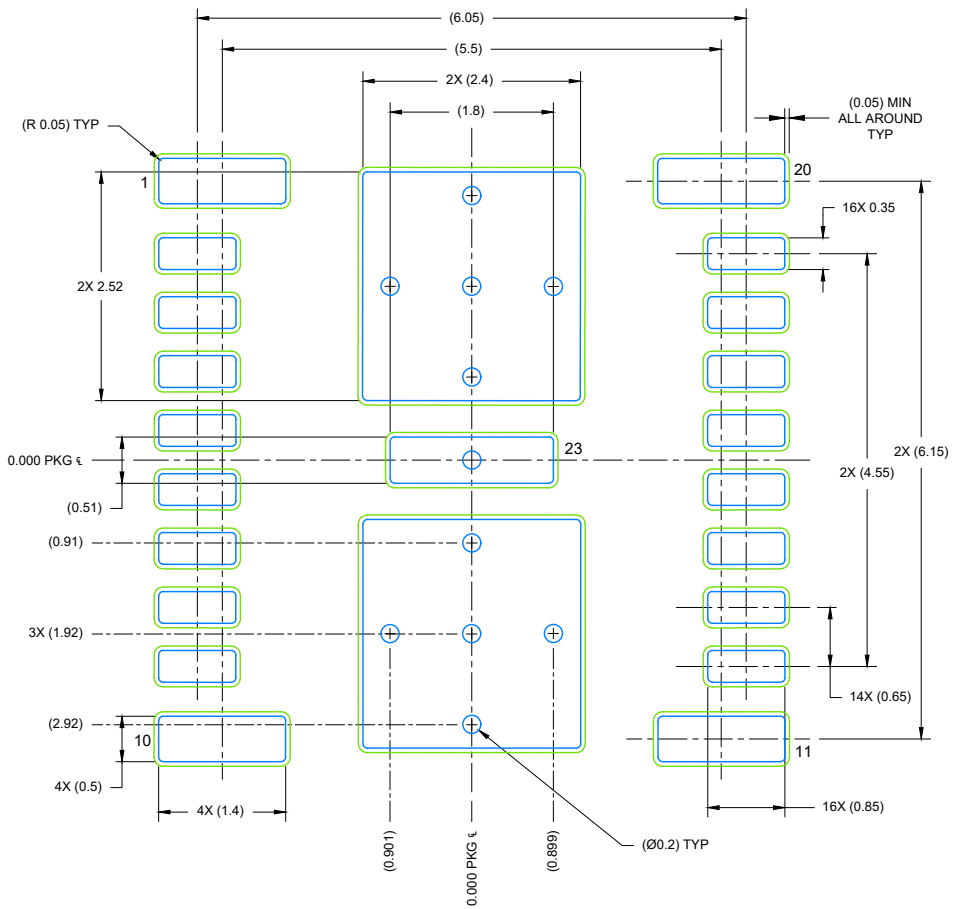 (6.05)
(5.5)
2X (2.4)
(1.8)
(0.05) MIN
ALL AROUND
TYP
(R 0.05) TYP
1
20
16X 0.35
2X 2.52
0.000 PKG ℄
23
2X (6.15)
2X (4.55)
(0.51)
(0.91)
3X (1.92)
14X (0.65)
(2.92)
10
11
4X (0.5)
4X (1.4)
16X (0.85)
(0.901)
0.000 PKG ℄
(0.899)
(Ø0.2) TYP